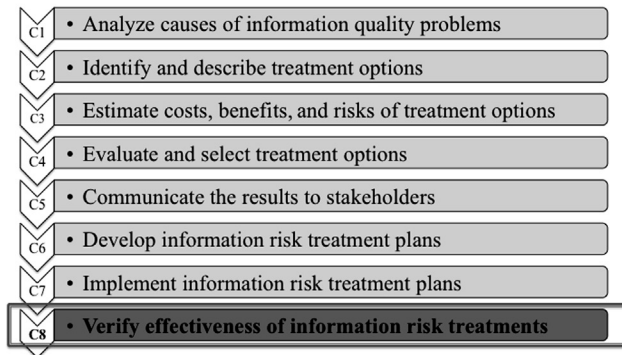 C1 • Analyze causes of information quality problems
C2 • Identify and describe treatment options
C3 • Estimate costs, benefits, and risks of treatment options
C4 • Evaluate and select treatment options
C5 • Communicate the results to stakeholders
C6 • Develop information risk treatment plans
C7 • Implement information risk treatment plans
C8 • Verify effectiveness of information risk treatments